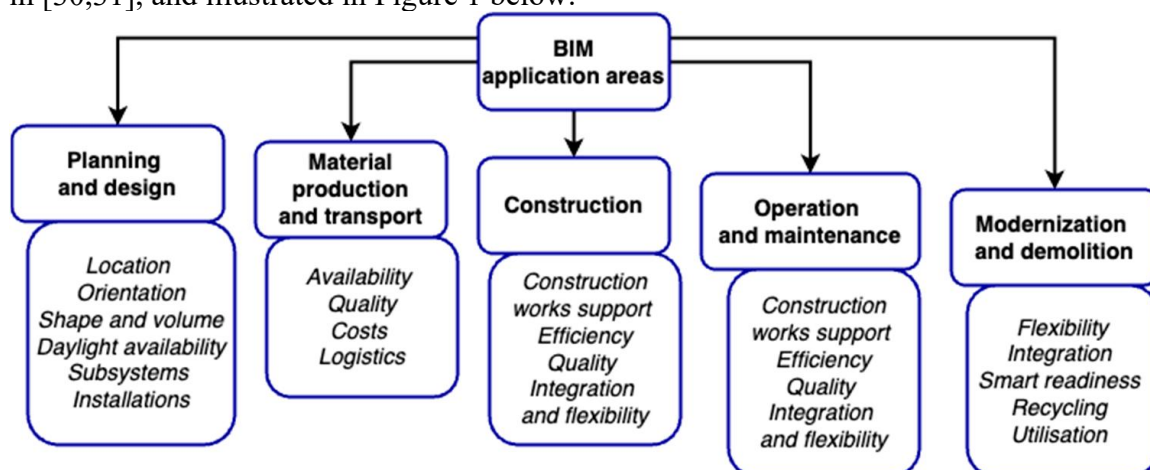 in [30,31], and illustrated in Figure 1 below.
BIM
application areas
Planning
and design
Location
Orientation
Shape and volume
Daylight availability
Subsystems
Installations
Material
production
and transport
Availability
Quality
Costs
Logistics
Construction
Construction
works support
Efficiency
Quality
Integration
and flexibility
Operation
and maintenance
Construction
works support
Efficiency
Quality
Integration
and flexibility
Modernization
and demolition
Flexibility
Integration
Smart readiness
Recycling
Utilisation